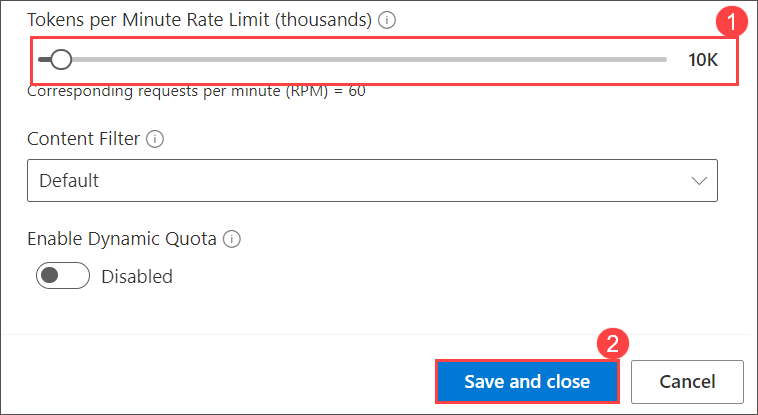 Tokens per Minute Rate Limit (thousands)
1
10K
Corresponding requests per minute (RPM) = 60
Content Filter
Default
Enable Dynamic Quota
Disabled
2
Save and close
Cancel